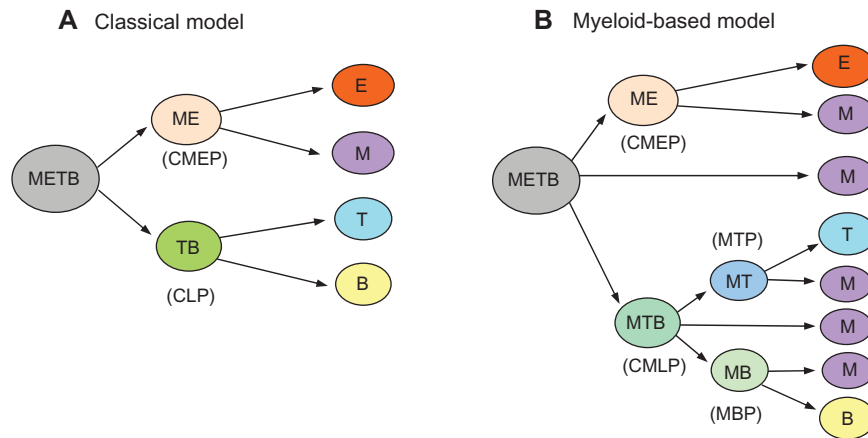 A Classical model
METB
ME
(CMEP)
E
M
TB
(CLP)
T
B
B Myeloid-based model
METB
ME
(CMEP)
E
M
M
MTB
(CMLP)
(MTP)
MT
T
M
M
MB
(MBP)
M
B